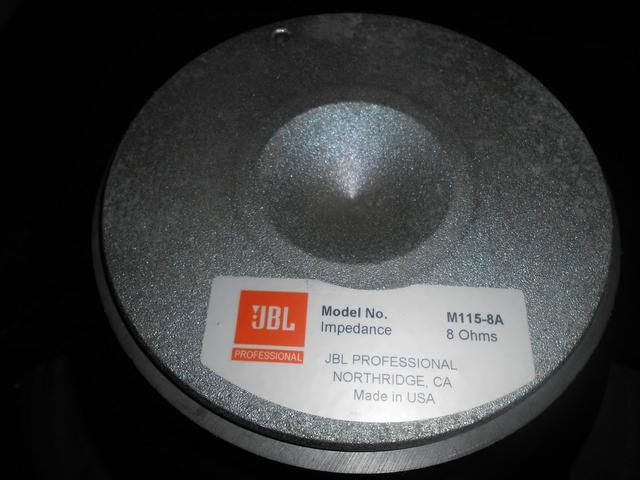 JBL
PROFESSIONAL
Model No. M115-8A
Impedance 8 Ohms
JBL PROFESSIONAL
NORTHRIDGE, CA
Made in USA